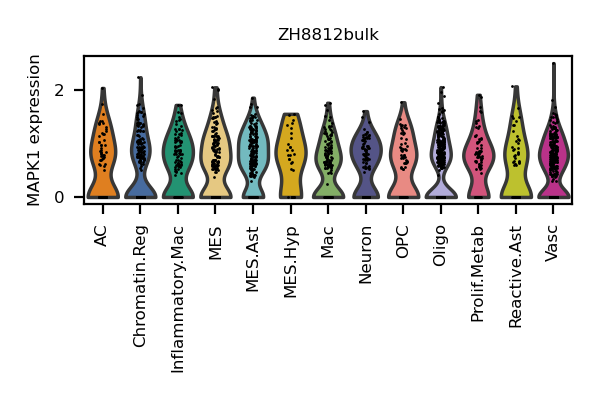 ZH8812bulk
MAPK1 expression
2
0
AC
Chromatin.Reg
Inflammatory.Mac
MES
MES.Ast
MES.Hyp
Mac
Neuron
OPC
Oligo
Prolif.Metab
Reactive.Ast
Vasc